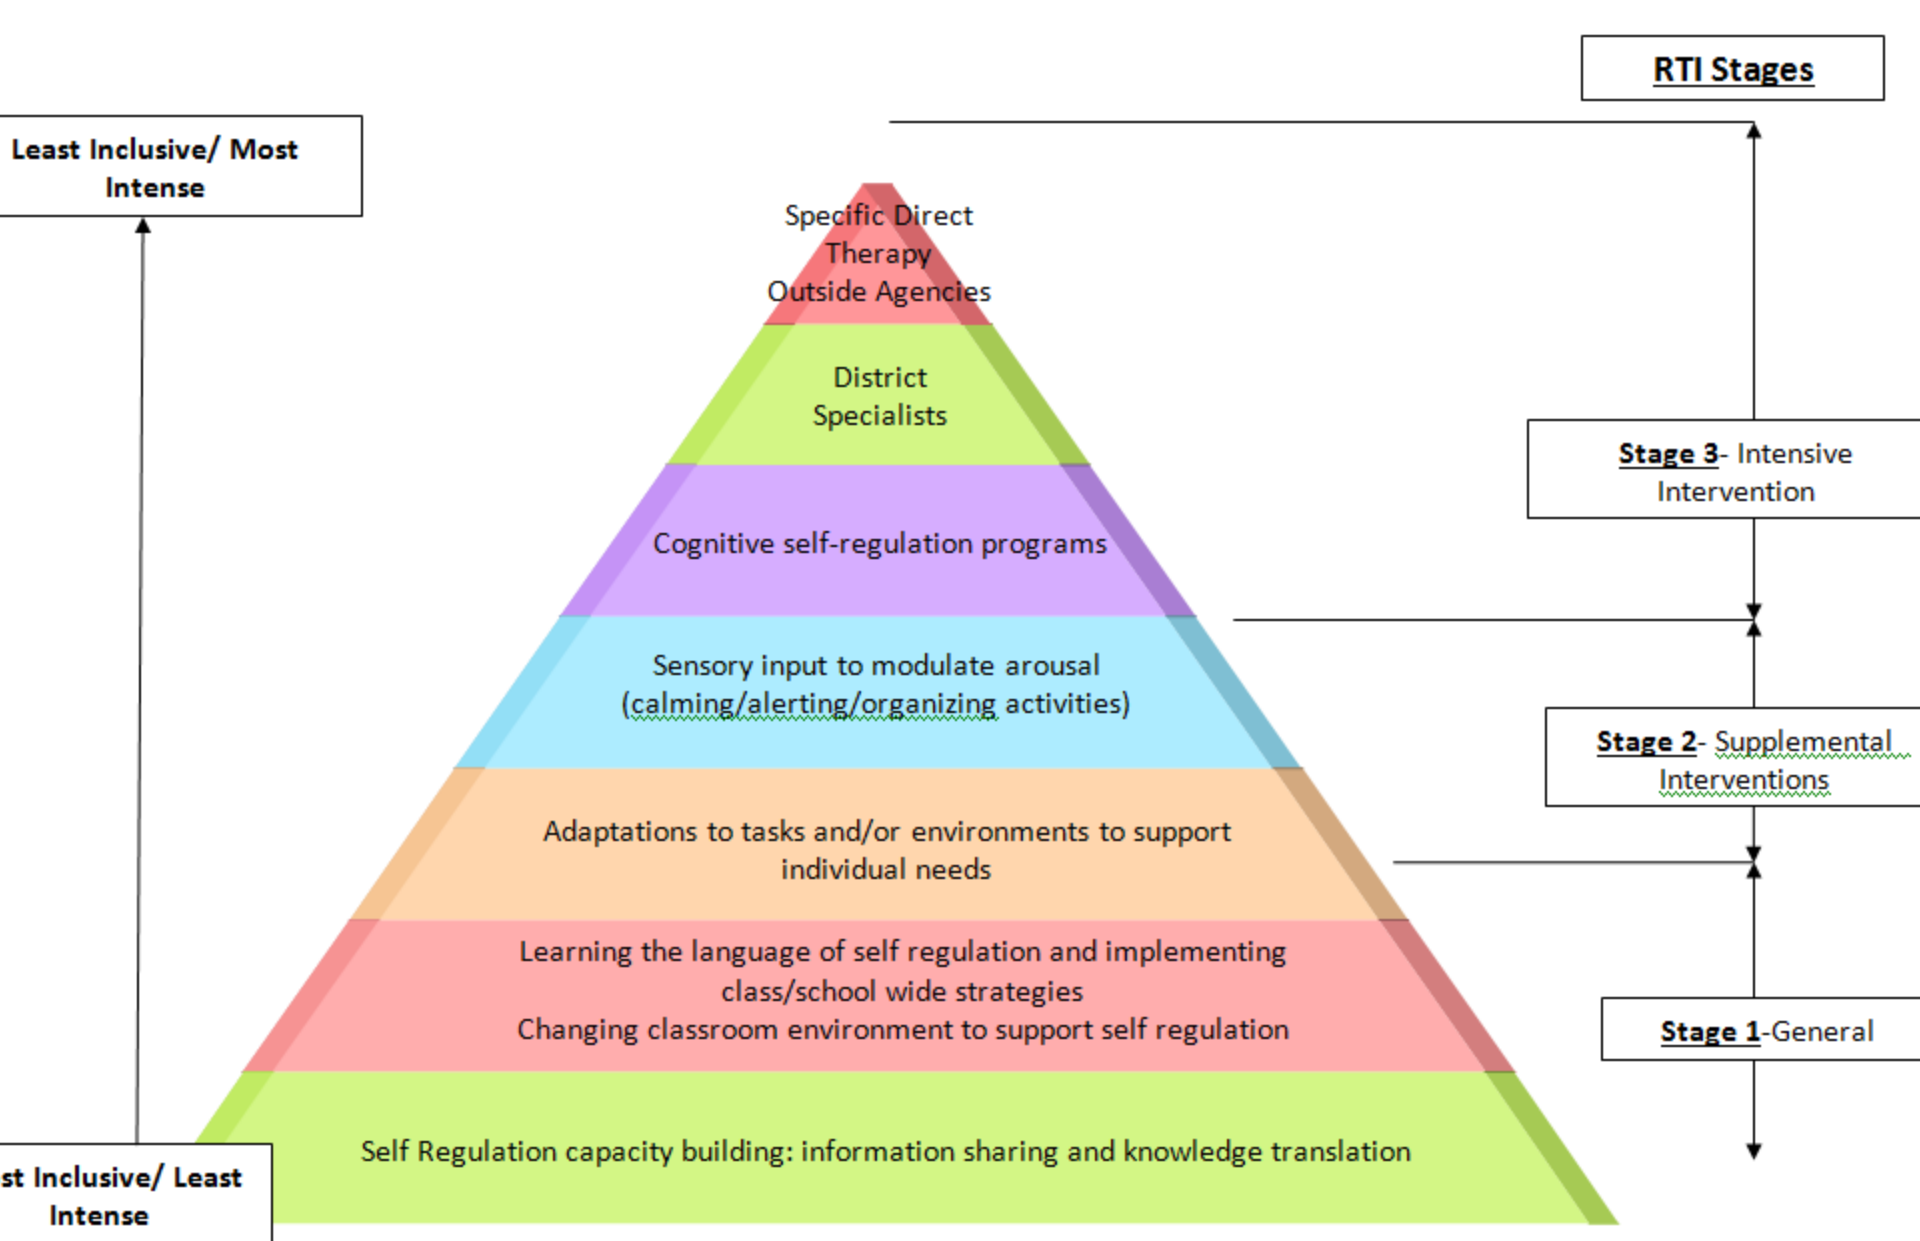 RTI Stages
Least Inclusive/ Most
Intense
Specific Direct
Therapy
Outside Agencies
District
Specialists
Stage 3- Intensive
Intervention
Cognitive self-regulation programs
Sensory input to modulate arousal
(calming/alerting/organizing activities)
Stage 2- Supplemental
Interventions
Adaptations to tasks and/or environments to support
individual needs
Learning the language of self regulation and implementing
class/school wide strategies
Changing classroom environment to support self regulation
Stage 1-General
Self Regulation capacity building: information sharing and knowledge translation
Inclusive/ Least
Intense